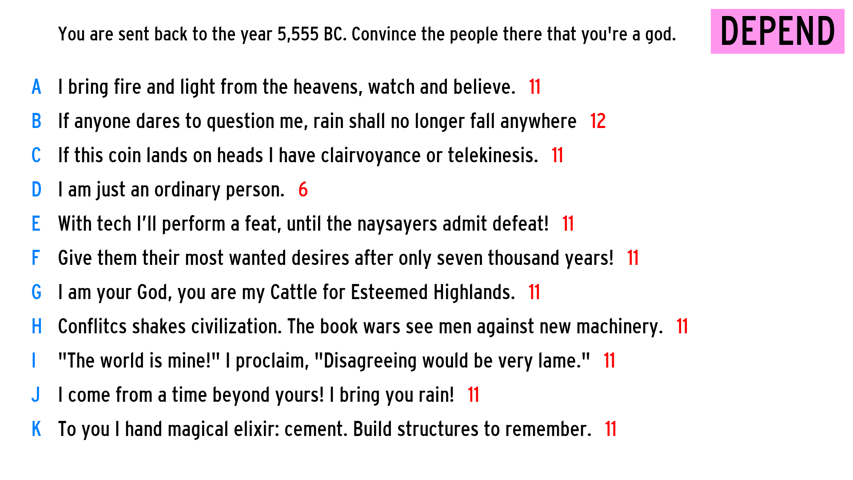 You are sent back to the year 5,555 BC. Convince the people there that you're a god.
DEPEND
A I bring fire and light from the heavens, watch and believe. 11
B If anyone dares to question me, rain shall no longer fall anywhere 12
C If this coin lands on heads I have clairvoyance or telekinesis. 11
D I am just an ordinary person. 6
E With tech I'll perform a feat, until the naysayers admit defeat! 11
F Give them their most wanted desires after only seven thousand years! 11
G I am your God, you are my Cattle for Esteemed Highlands. 11
H Conflitcs shakes civilization. The book wars see men against new machinery. 11
I "The world is mine!" I proclaim, "Disagreeing would be very lame." 11
J I come from a time beyond yours! I bring you rain! 11
K To you I hand magical elixir: cement. Build structures to remember. 11